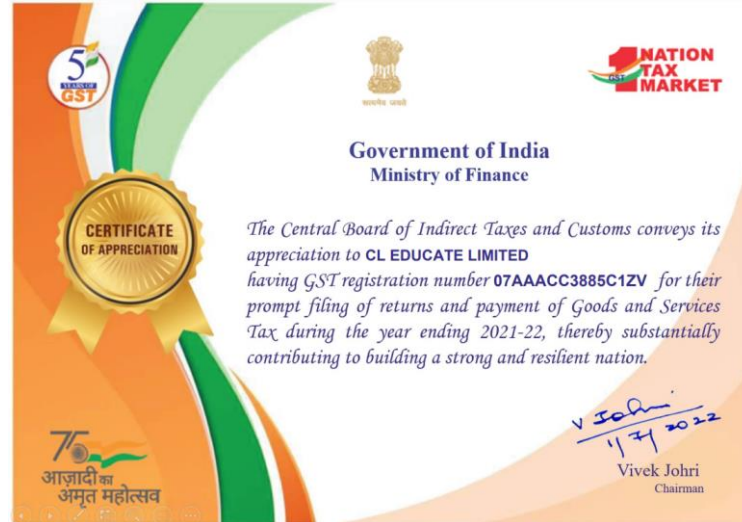 5
YEARS OF
GST
सत्यमेव जयते
GST
1
NATION
TAX
MARKET
Government of India
Ministry of Finance
CERTIFICATE
OF APPRECIATION
The Central Board of Indirect Taxes and Customs conveys its
appreciation to CL EDUCATE LIMITED
having GST registration number 07AAACC3885C1ZV for their
prompt filing of returns and payment of Goods and Services
Tax during the year ending 2021-22, thereby substantially
contributing to building a strong and resilient nation.
V Johri
1/7/2022
Vivek Johri
Chairman
75
आज़ादी का
अमृत महोत्सव